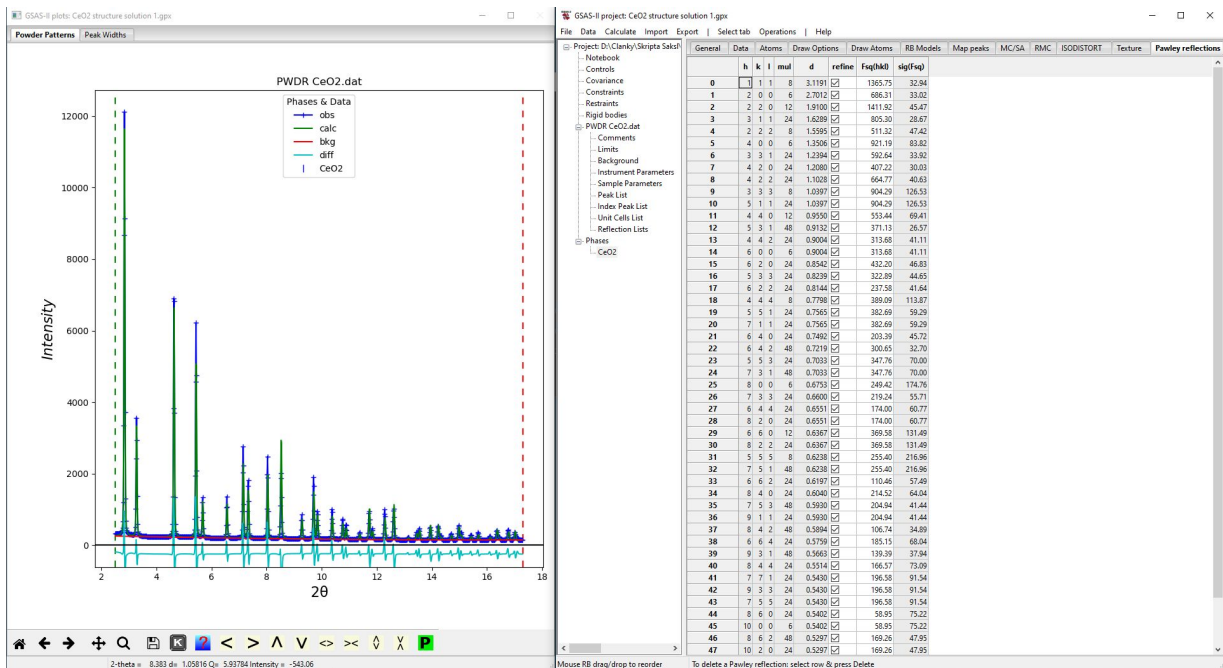 GSAS-II plots: CeO2 structure solution 1.gpx
Powder Patterns Peak Widths
PWDR CeO2.dat
Phases & Data
obs
calc
bkg
diff
CeO2
12000
10000
8000
6000
4000
2000
0
Intensity
2 4 6 8 10 12 14 16 18
2θ
K ? < > Λ V <> >< P
2-theta = 8.383 d= 1.05816 Q= 5.93784 Intensity = -543.06
GSAS-II project: CeO2 structure solution 1.gpx
File Data Calculate Import Export | Select tab Operations | Help
Project: D:\Clanky\Skripta Saksl\
Notebook
Controls
Covariance
Constraints
Restraints
Rigid bodies
PWDR CeO2.dat
Comments
Limits
Background
Instrument Parameters
Sample Parameters
Peak List
Index Peak List
Unit Cells List
Reflection Lists
Phases
CeO2
Mouse RB drag/drop to reorder
General Data Atoms Draw Options Draw Atoms RB Models Map peaks MC/SA RMC ISODISTORT Texture Pawley reflections
h k l mul d refine Fsq(hkl) sig(Fsq)
0 1 1 1 8 3.1191 1365.75 32.94
1 2 0 0 6 2.7012 686.31 33.02
2 2 2 0 12 1.9100 1411.92 45.47
3 3 1 1 24 1.6289 805.30 28.67
4 2 2 2 8 1.5595 511.32 47.42
5 4 0 0 6 1.3506 921.19 83.82
6 3 3 1 24 1.2394 592.64 33.92
7 4 2 0 24 1.2080 407.22 30.03
8 4 2 2 24 1.1028 664.77 40.63
9 3 3 3 8 1.0397 904.29 126.53
10 5 1 1 24 1.0397 904.29 126.53
11 4 4 0 12 0.9550 553.44 69.41
12 5 3 1 48 0.9132 371.13 26.57
13 4 4 2 24 0.9004 313.68 41.11
14 6 0 0 6 0.9004 313.68 41.11
15 6 2 0 24 0.8542 432.20 46.83
16 5 3 3 24 0.8239 322.89 44.65
17 6 2 2 24 0.8144 237.58 41.64
18 4 4 4 8 0.7798 389.09 113.87
19 5 5 1 24 0.7565 382.69 59.29
20 7 1 1 24 0.7565 382.69 59.29
21 6 4 0 24 0.7492 203.39 45.72
22 6 4 2 48 0.7219 300.65 32.70
23 5 5 3 24 0.7033 347.76 70.00
24 7 3 1 48 0.7033 347.76 70.00
25 8 0 0 6 0.6753 249.42 174.76
26 7 3 3 24 0.6600 219.24 55.71
27 6 4 4 24 0.6551 174.00 60.77
28 8 2 0 24 0.6551 174.00 60.77
29 6 6 0 12 0.6367 369.58 131.49
30 8 2 2 24 0.6367 369.58 131.49
31 5 5 5 8 0.6238 255.40 216.96
32 7 5 1 48 0.6238 255.40 216.96
33 6 6 2 24 0.6197 110.46 57.49
34 8 4 0 24 0.6040 214.52 64.04
35 7 5 3 48 0.5930 204.94 41.44
36 9 1 1 24 0.5930 204.94 41.44
37 8 4 2 48 0.5894 106.74 34.89
38 6 6 4 24 0.5759 185.15 68.04
39 9 3 1 48 0.5663 139.39 37.94
40 8 4 4 24 0.5514 166.57 73.09
41 7 7 1 24 0.5430 196.58 91.54
42 9 3 3 24 0.5430 196.58 91.54
43 7 5 5 24 0.5430 196.58 91.54
44 8 6 0 24 0.5402 58.95 75.22
45 10 0 0 6 0.5402 58.95 75.22
46 8 6 2 48 0.5297 169.26 47.95
47 10 2 0 24 0.5297 169.26 47.95
To delete a Pawley reflection: select row & press Delete